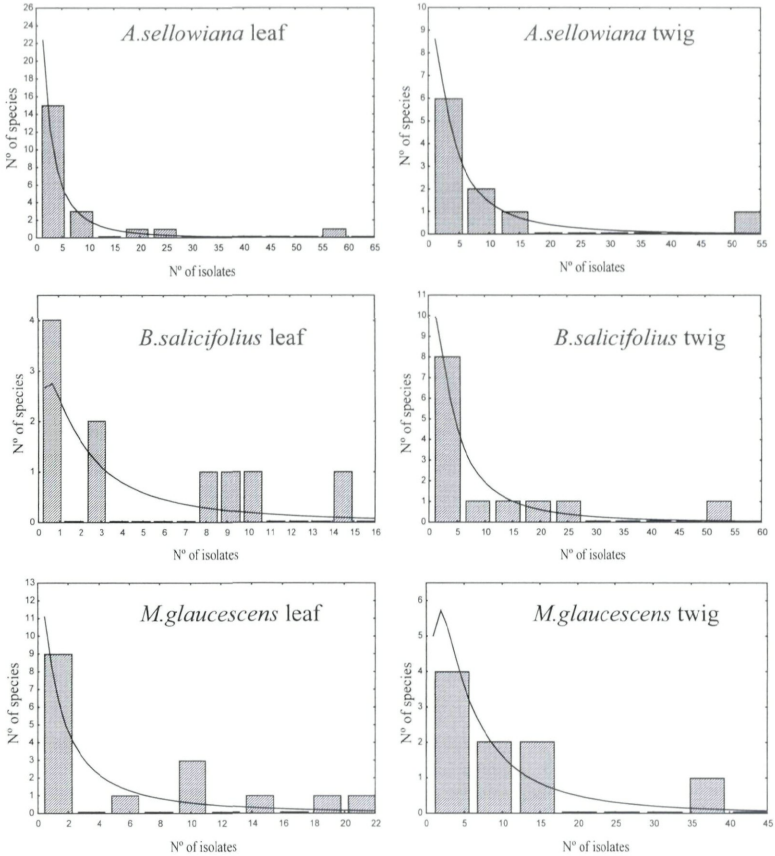 A.sellowiana leaf
26
24
22
20
18
16
14
12
10
8
6
4
2
0
Nº of species
0 5 10 15 20 25 30 35 40 45 50 55 60 65
Nº of isolates
A.sellowiana twig
10
9
8
7
6
5
4
3
2
1
0
Nº of species
0 5 10 15 20 25 30 35 40 45 50 55
Nº of isolates
B.salicifolius leaf
4
3
2
1
0
Nº of species
0 1 2 3 4 5 6 7 8 9 10 11 12 13 14 15 16
Nº of isolates
B.salicifolius twig
11
10
9
8
7
6
5
4
3
2
1
0
Nº of species
0 5 10 15 20 25 30 35 40 45 50 55 60
Nº of isolates
M.glaucescens leaf
13
12
11
10
9
8
7
6
5
4
3
2
1
0
Nº of species
0 2 4 6 8 10 12 14 16 18 20 22
Nº of isolates
M.glaucescens twig
6
5
4
3
2
1
0
Nº of species
0 5 10 15 20 25 30 35 40 45
Nº of isolates